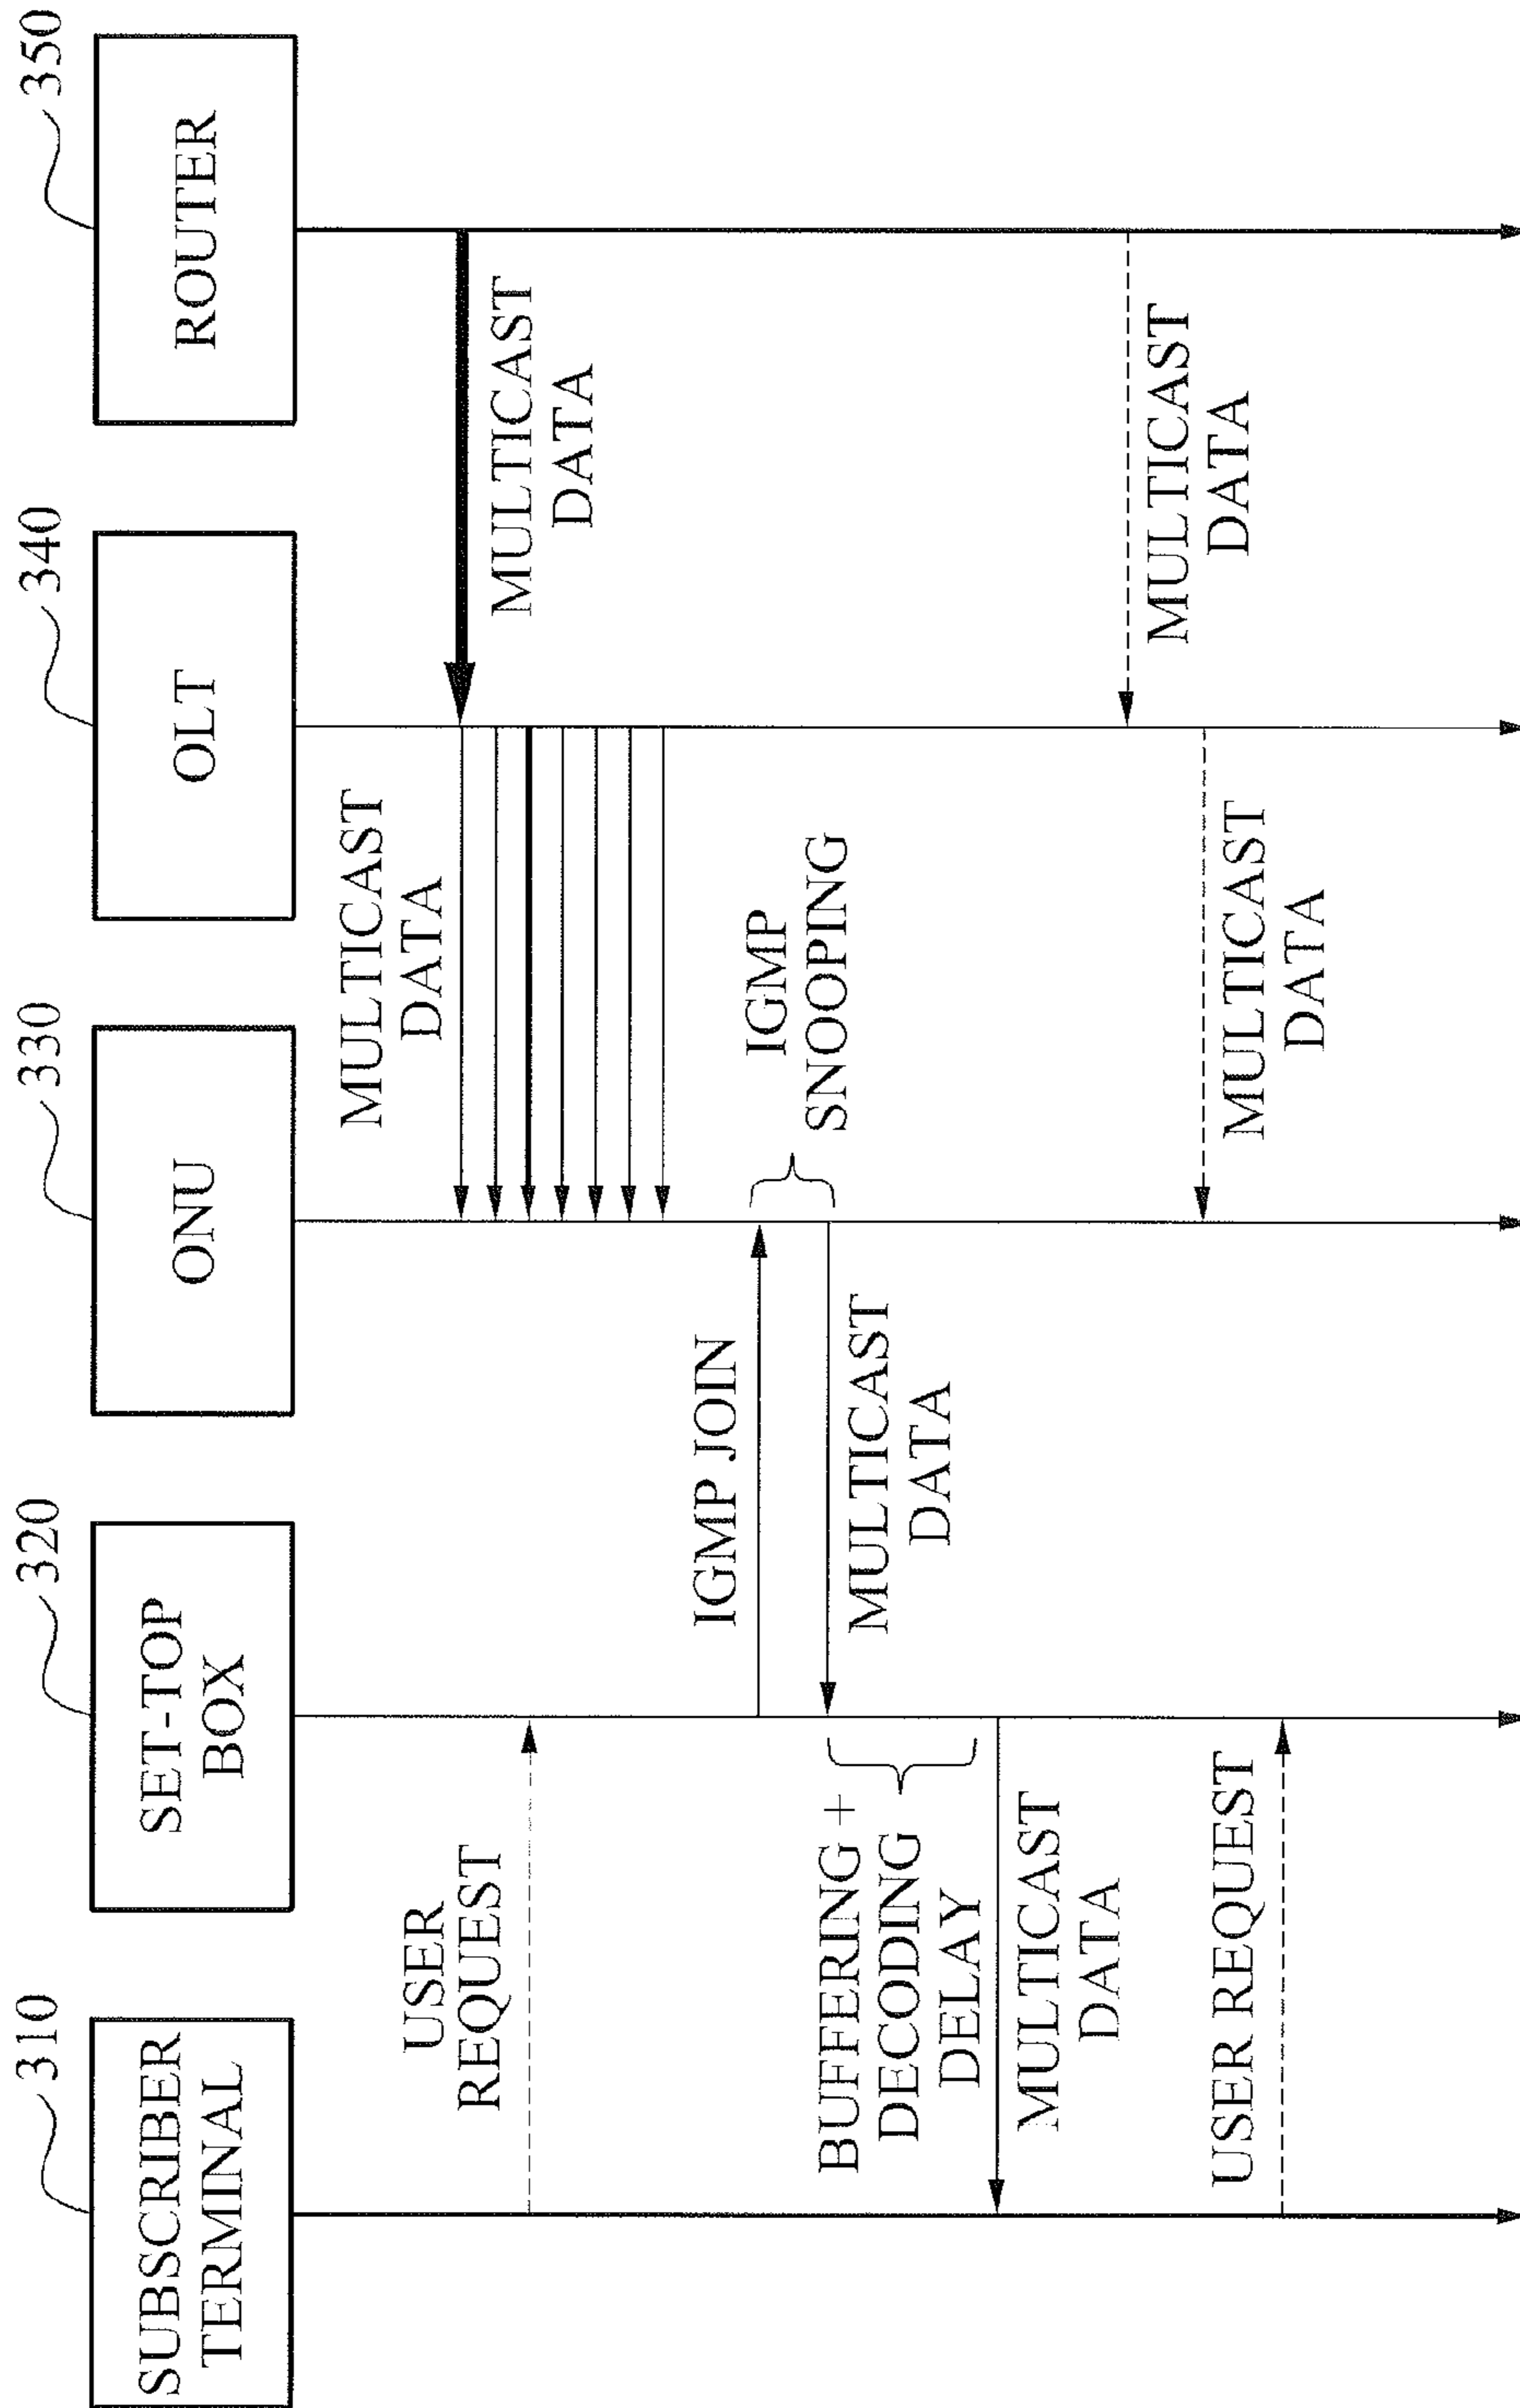 310
320
330
340
350
SUBSCRIBER
TERMINAL
SET-TOP
BOX
ONU
OLT
ROUTER
MULTICAST
DATA
USER
REQUEST
MULTICAST
DATA
IGMP JOIN
IGMP
SNOOPING
MULTICAST
DATA
BUFFERING +
DECODING
DELAY
MULTICAST
DATA
MULTICAST
DATA
MULTICAST
DATA
USER REQUEST